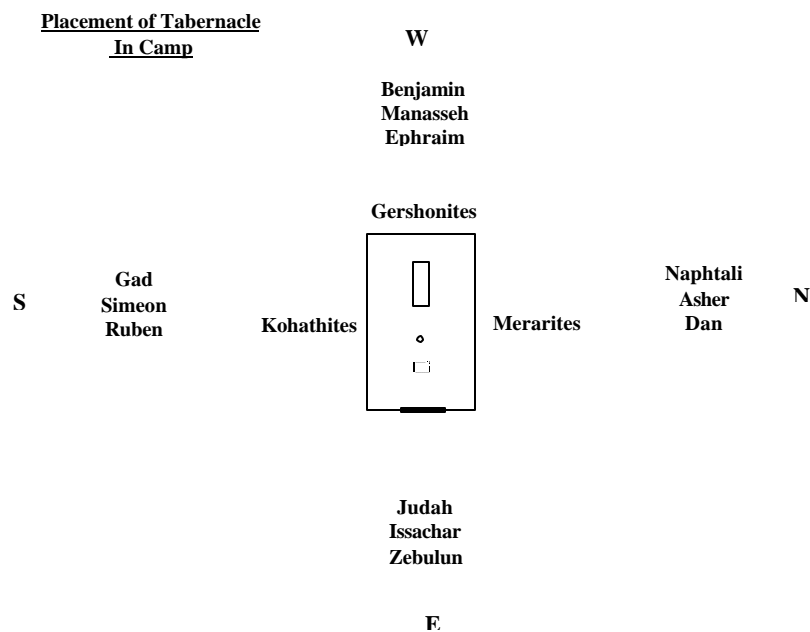 Placement of Tabernacle
In Camp
W
Benjamin
Manasseh
Ephraim
Gershonites
Gad
Simeon
Ruben
S
Kohathites
Merarites
Naphtali
Asher
Dan
N
Judah
Issachar
Zebulun
E